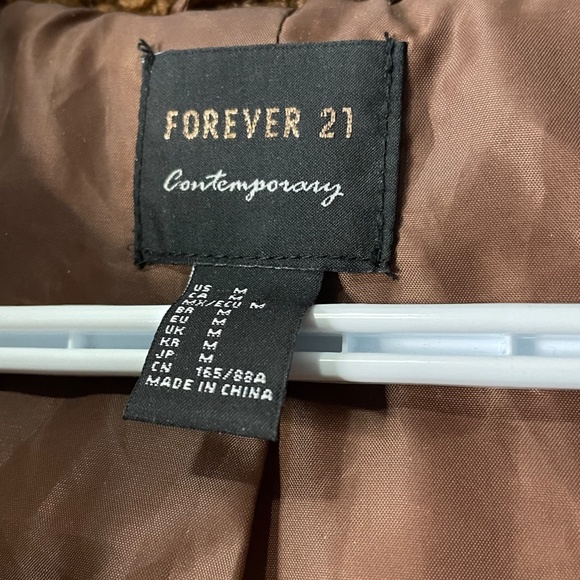 FOREVER 21
Contemporary
US M
CA M
MX/ECU M
BR M
EU M
UK M
KR M
JP M
CN 165/88A
MADE IN CHINA